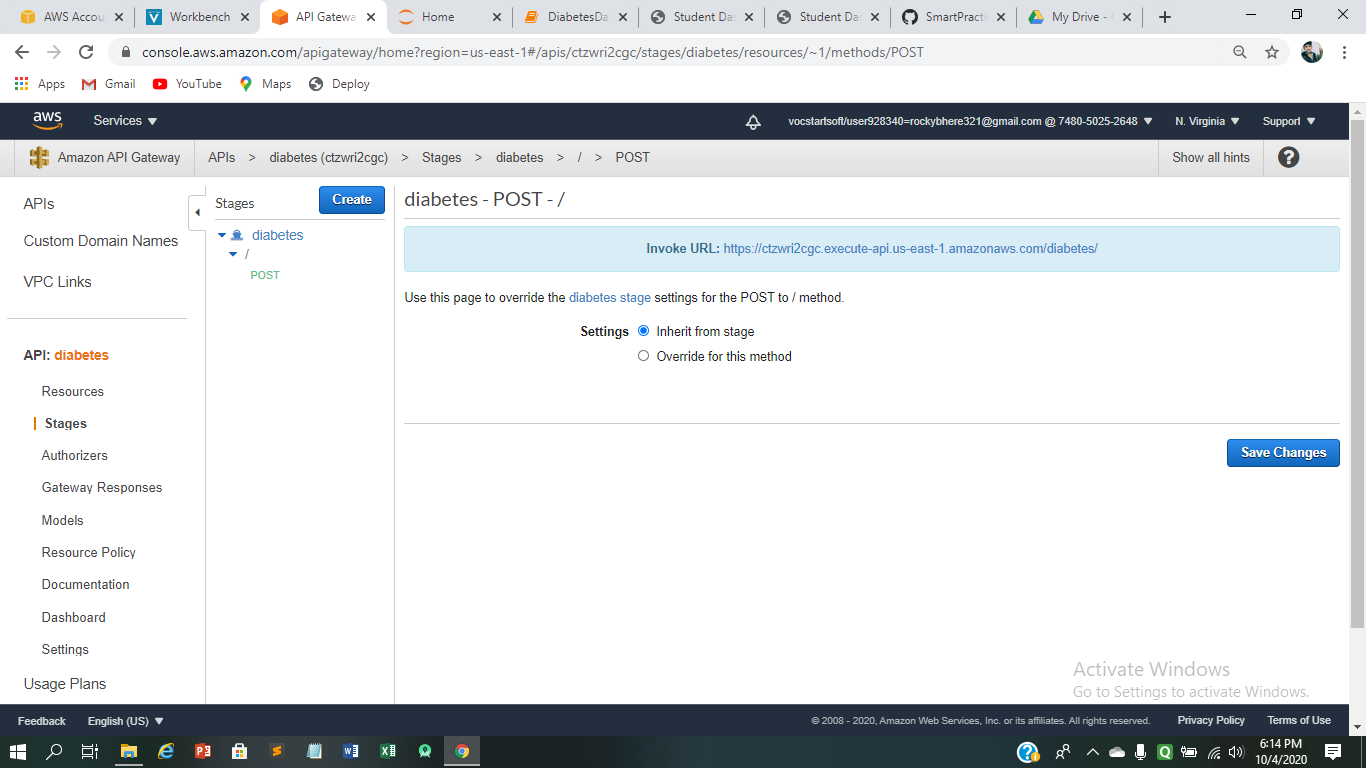 AWS Accou
Workbench
API Gatewa
Home
DiabetesDa
Student Da
Student Da
SmartPracti
My Drive -
console.aws.amazon.com/apigateway/home?region=us-east-1#/apis/ctzwri2cgc/stages/diabetes/resources/~1/methods/POST
Apps
Gmail
YouTube
Maps
Deploy
aws
Services
vocstartsoft/user928340=rockybhere321@gmail.com @ 7480-5025-2648
N. Virginia
Support
Amazon API Gateway
APIs > diabetes (ctzwri2cgc) > Stages > diabetes > / > POST
Show all hints
?
APIs
Custom Domain Names
VPC Links
API: diabetes
Resources
Stages
Authorizers
Gateway Responses
Models
Resource Policy
Documentation
Dashboard
Settings
Usage Plans
Stages
Create
diabetes
/
POST
diabetes - POST - /
Invoke URL: https://ctzwri2cgc.execute-api.us-east-1.amazonaws.com/diabetes/
Use this page to override the diabetes stage settings for the POST to / method.
Settings
Inherit from stage
Override for this method
Save Changes
Activate Windows
Go to Settings to activate Windows.
Feedback
English (US)
© 2008 - 2020, Amazon Web Services, Inc. or its affiliates. All rights reserved.
Privacy Policy
Terms of Use
6:14 PM
10/4/2020